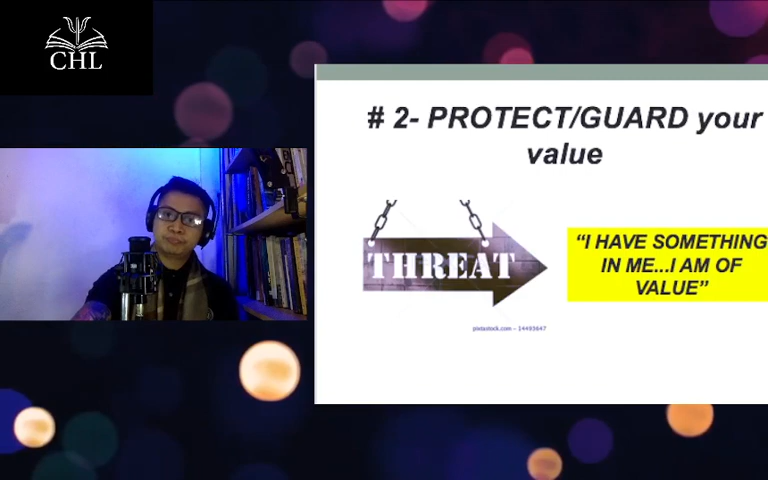 CHL
# 2- PROTECT/GUARD your
value
THREAT
"I HAVE SOMETHING
IN ME...I AM OF
VALUE"
pixtastock.com - 14493647